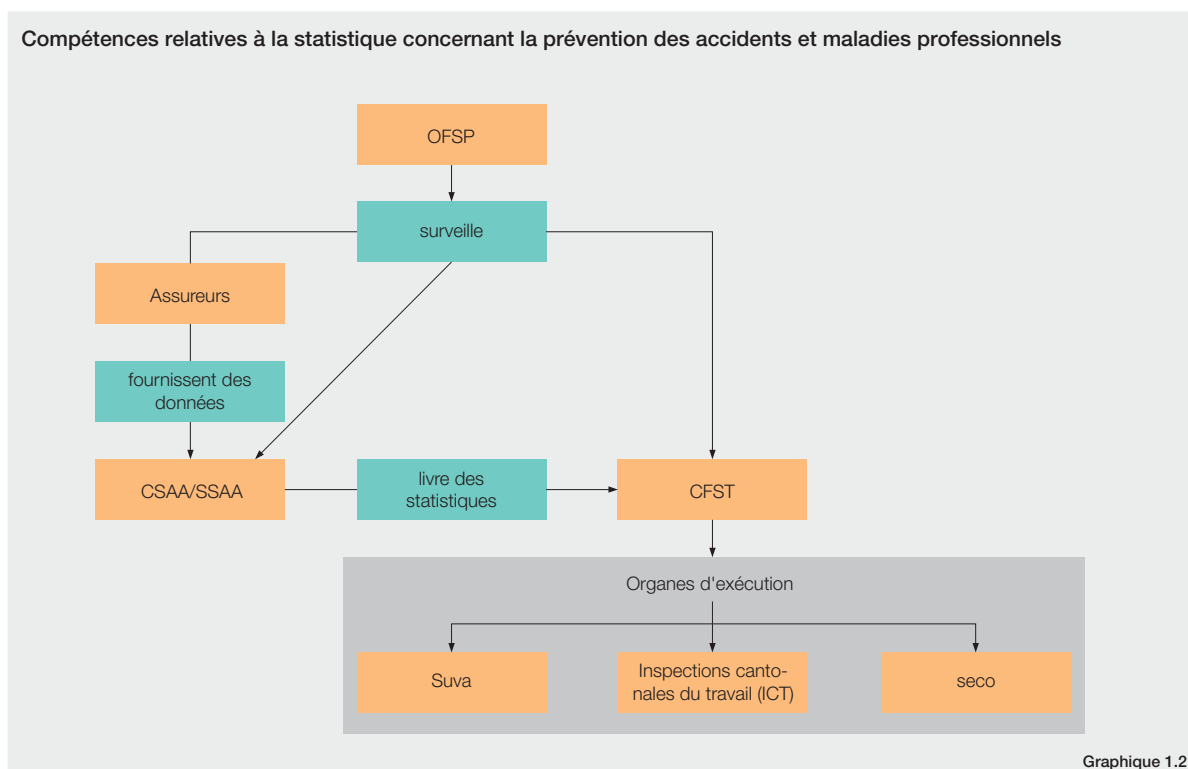 Compétences relatives à la statistique concernant la prévention des accidents et maladies professionnels
OFSP
surveille
Assureurs
fournissent des
données
CSAA/SSAA
livre des
statistiques
CFST
Organes d'exécution
Suva
Inspections canto-
nales du travail (ICT)
seco
Graphique 1.2